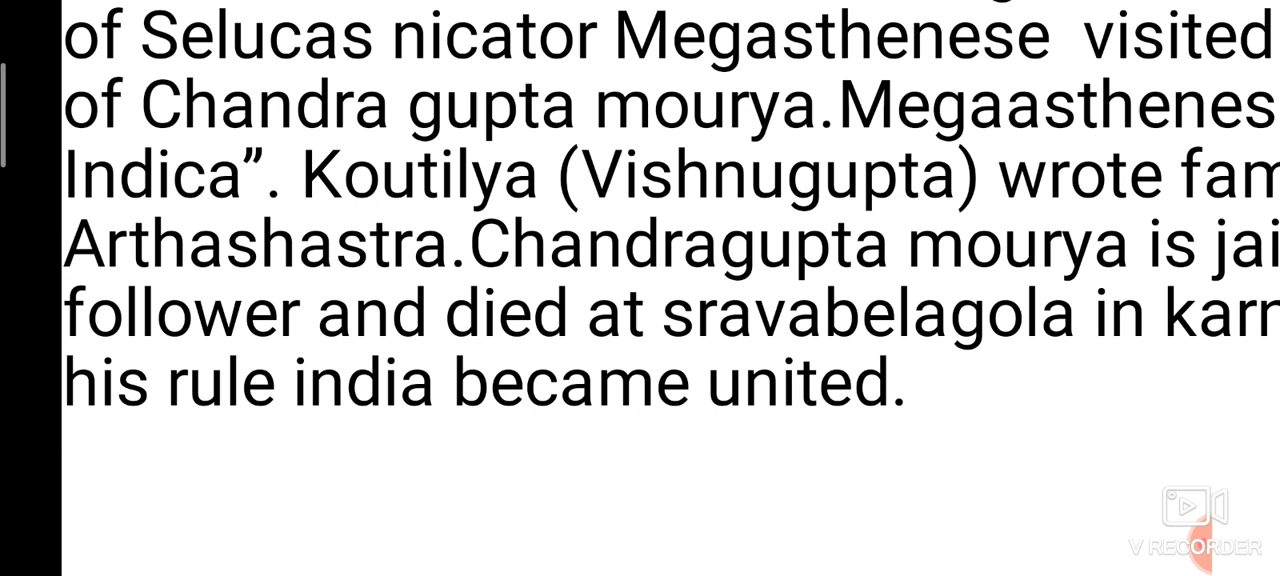 of Selucas nicator Megasthenese visited
of Chandra gupta mourya.Megaasthenes
Indica”. Koutilya (Vishnugupta) wrote fam
Arthashastra.Chandragupta mourya is jai
follower and died at sravabelagola in karn
his rule india became united.
V RECORDER